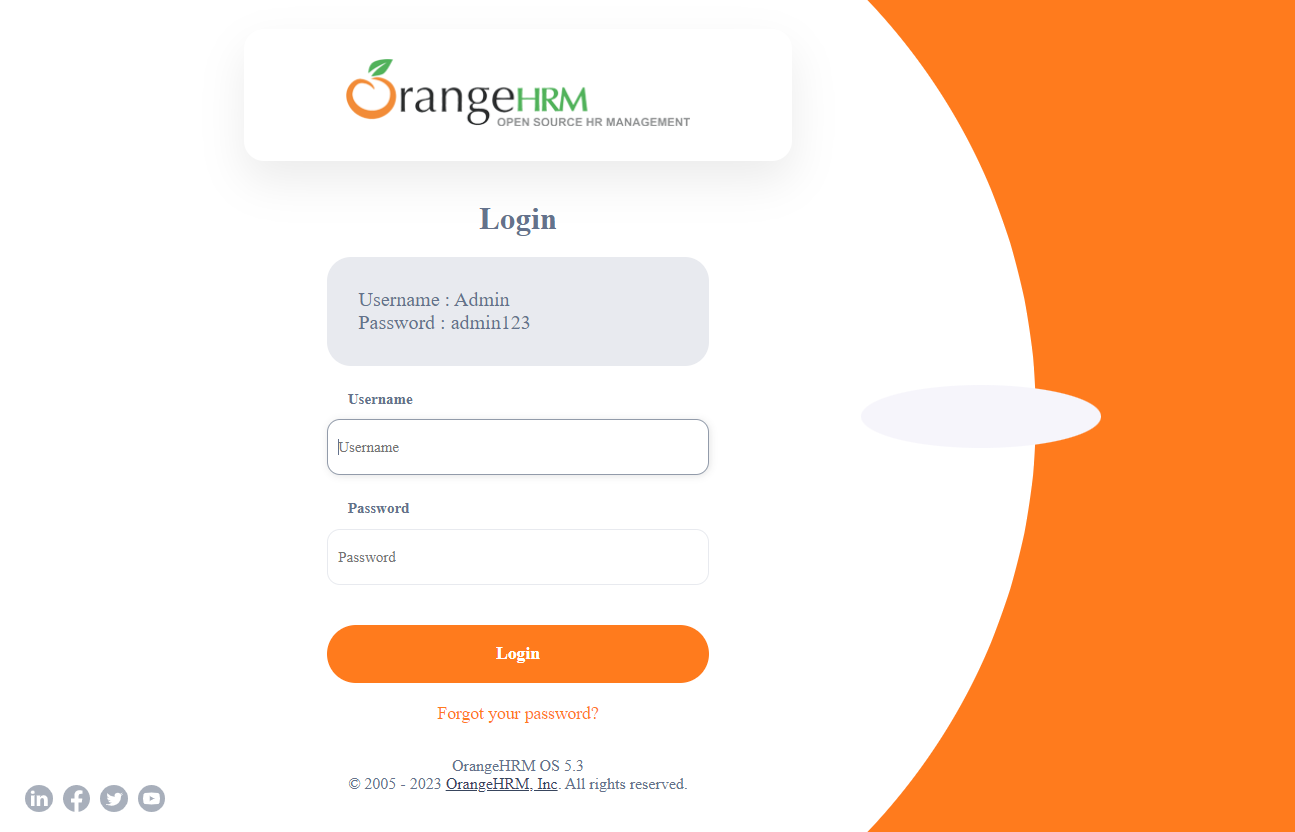 OrangeHRM
OPEN SOURCE HR MANAGEMENT
Login
Username : Admin
Password : admin123
Username
Username
Password
Password
Login
Forgot your password?
OrangeHRM OS 5.3
© 2005 - 2023 OrangeHRM, Inc. All rights reserved.
in